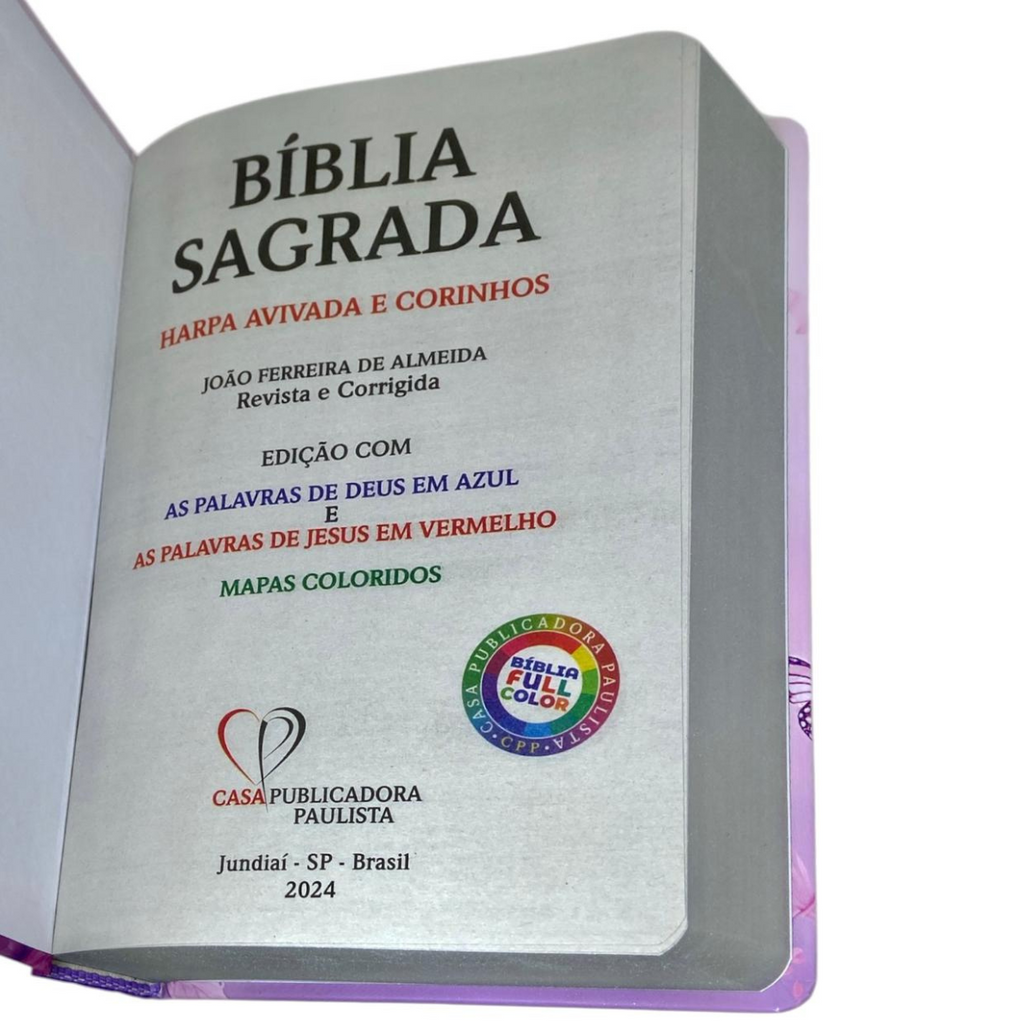 BÍBLIA
SAGRADA
HARPA AVIVADA E CORINHOS
JOÃO FERREIRA DE ALMEIDA
Revista e Corrigida
EDIÇÃO COM
AS PALAVRAS DE DEUS EM AZUL
E
AS PALAVRAS DE JESUS EM VERMELHO
MAPAS COLORIDOS
CASA PUBLICADORA PAULISTA
BÍBLIA
FULL
COLOR
• CPP •
CASA PUBLICADORA
PAULISTA
Jundiaí - SP - Brasil
2024